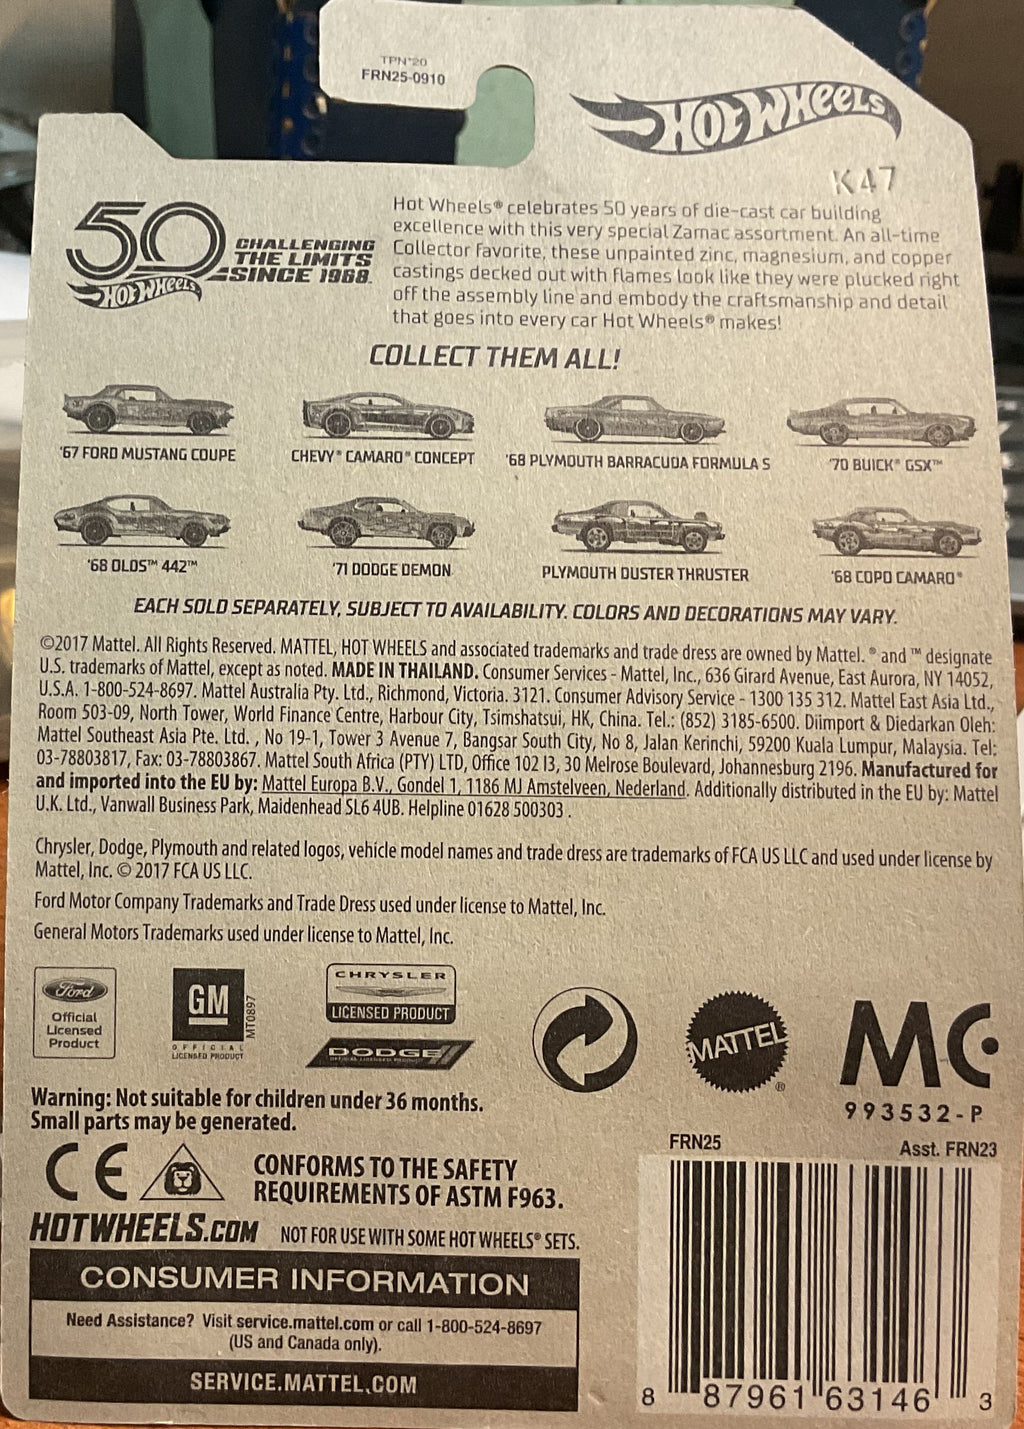 TPN*20
FRN25-0910
HOT WHEELS
K47
50
HOT WHEELS
CHALLENGING
THE LIMITS
SINCE 1968.
Hot Wheels® celebrates 50 years of die-cast car building
excellence with this very special Zamac assortment. An all-time
Collector favorite, these unpainted zinc, magnesium, and copper
castings decked out with flames look like they were plucked right
off the assembly line and embody the craftsmanship and detail
that goes into every car Hot Wheels® makes!
COLLECT THEM ALL!
'67 FORD MUSTANG COUPE
CHEVY® CAMARO® CONCEPT
'68 PLYMOUTH BARRACUDA FORMULA S
'70 BUICK® GSX™
'68 OLDS™ 442™
'71 DODGE DEMON
PLYMOUTH DUSTER THRUSTER
'68 COPO CAMARO®
EACH SOLD SEPARATELY, SUBJECT TO AVAILABILITY. COLORS AND DECORATIONS MAY VARY.
©2017 Mattel. All Rights Reserved. MATTEL, HOT WHEELS and associated trademarks and trade dress are owned by Mattel. ® and ™ designate
U.S. trademarks of Mattel, except as noted. MADE IN THAILAND. Consumer Services - Mattel, Inc., 636 Girard Avenue, East Aurora, NY 14052,
U.S.A. 1-800-524-8697. Mattel Australia Pty. Ltd., Richmond, Victoria. 3121. Consumer Advisory Service - 1300 135 312. Mattel East Asia Ltd.,
Room 503-09, North Tower, World Finance Centre, Harbour City, Tsimshatsui, HK, China. Tel.: (852) 3185-6500. Diimport & Diedarkan Oleh:
Mattel Southeast Asia Pte. Ltd. , No 19-1, Tower 3 Avenue 7, Bangsar South City, No 8, Jalan Kerinchi, 59200 Kuala Lumpur, Malaysia. Tel:
03-78803817, Fax: 03-78803867. Mattel South Africa (PTY) LTD, Office 102 I3, 30 Melrose Boulevard, Johannesburg 2196. Manufactured for
and imported into the EU by: Mattel Europa B.V., Gondel 1, 1186 MJ Amstelveen, Nederland. Additionally distributed in the EU by: Mattel
U.K. Ltd., Vanwall Business Park, Maidenhead SL6 4UB. Helpline 01628 500303 .
Chrysler, Dodge, Plymouth and related logos, vehicle model names and trade dress are trademarks of FCA US LLC and used under license by
Mattel, Inc. © 2017 FCA US LLC.
Ford Motor Company Trademarks and Trade Dress used under license to Mattel, Inc.
General Motors Trademarks used under license to Mattel, Inc.
Ford
Official
Licensed
Product
GM
OFFICIAL
LICENSED PRODUCT
MT0897
CHRYSLER
LICENSED PRODUCT
DODGE
OFFICIAL LICENSED PRODUCT
MATTEL
®
MC
993532-P
Warning: Not suitable for children under 36 months.
Small parts may be generated.
CE
CONFORMS TO THE SAFETY
REQUIREMENTS OF ASTM F963.
HOTWHEELS.COM NOT FOR USE WITH SOME HOT WHEELS® SETS.
CONSUMER INFORMATION
Need Assistance? Visit service.mattel.com or call 1-800-524-8697
(US and Canada only).
SERVICE.MATTEL.COM
FRN25
Asst. FRN23
8 87961 63146 3